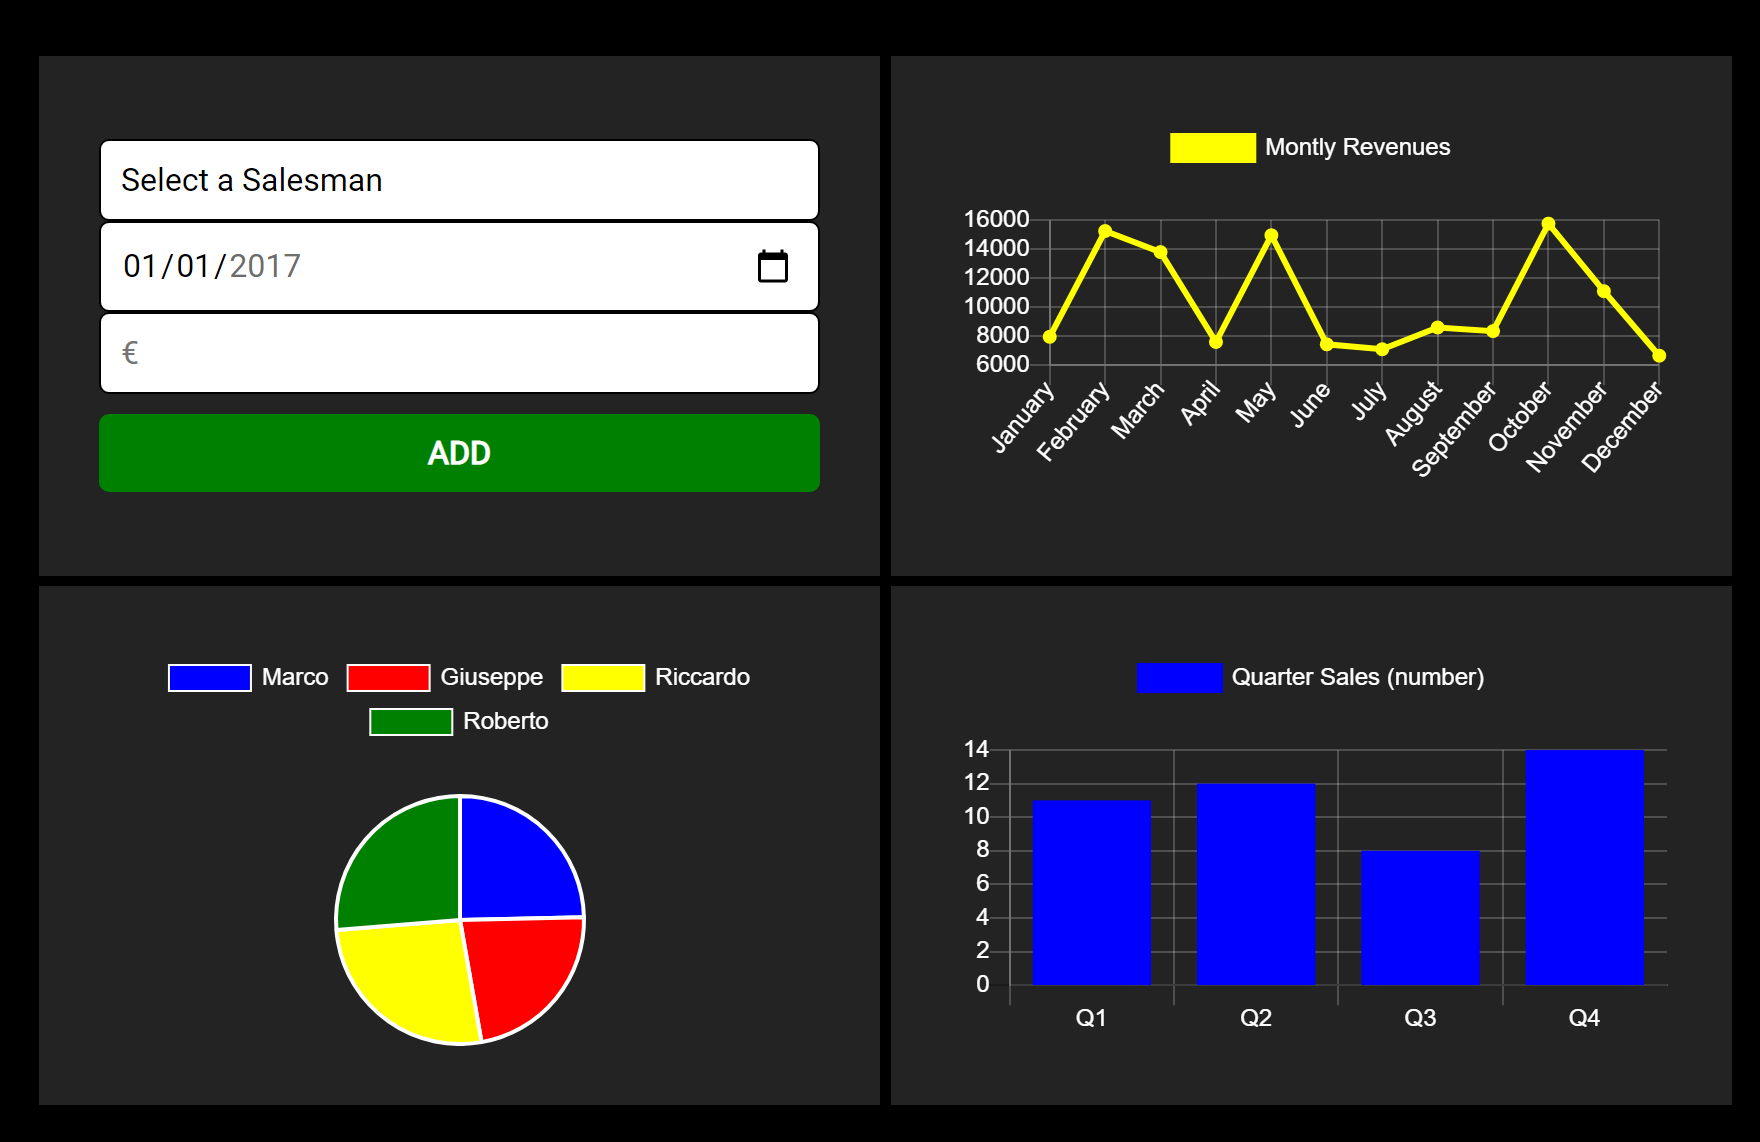 Select a Salesman
01/01/2017
€
ADD
Montly Revenues
16000
14000
12000
10000
8000
6000
January
February
March
April
May
June
July
August
September
October
November
December
Marco
Giuseppe
Riccardo
Roberto
Quarter Sales (number)
14
12
10
8
6
4
2
0
Q1
Q2
Q3
Q4